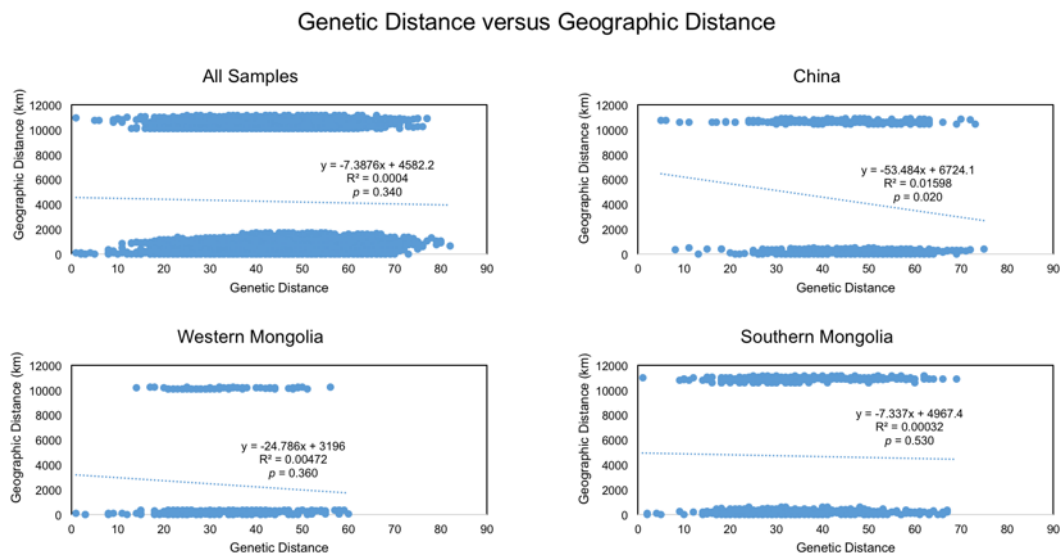 Genetic Distance versus Geographic Distance
All Samples
Geographic Distance (km)
12000
10000
8000
6000
4000
2000
0
y = -7.3876x + 4582.2
R² = 0.0004
p = 0.340
0 10 20 30 40 50 60 70 80 90
Genetic Distance
China
Geographic Distance (km)
12000
10000
8000
6000
4000
2000
0
y = -53.484x + 6724.1
R² = 0.01598
p = 0.020
0 10 20 30 40 50 60 70 80 90
Genetic Distance
Western Mongolia
Geographic Distance (km)
12000
10000
8000
6000
4000
2000
0
y = -24.786x + 3196
R² = 0.00472
p = 0.360
0 10 20 30 40 50 60 70 80 90
Genetic Distance
Southern Mongolia
Geographic Distance (km)
12000
10000
8000
6000
4000
2000
0
y = -7.337x + 4967.4
R² = 0.00032
p = 0.530
0 10 20 30 40 50 60 70 80 90
Genetic Distance